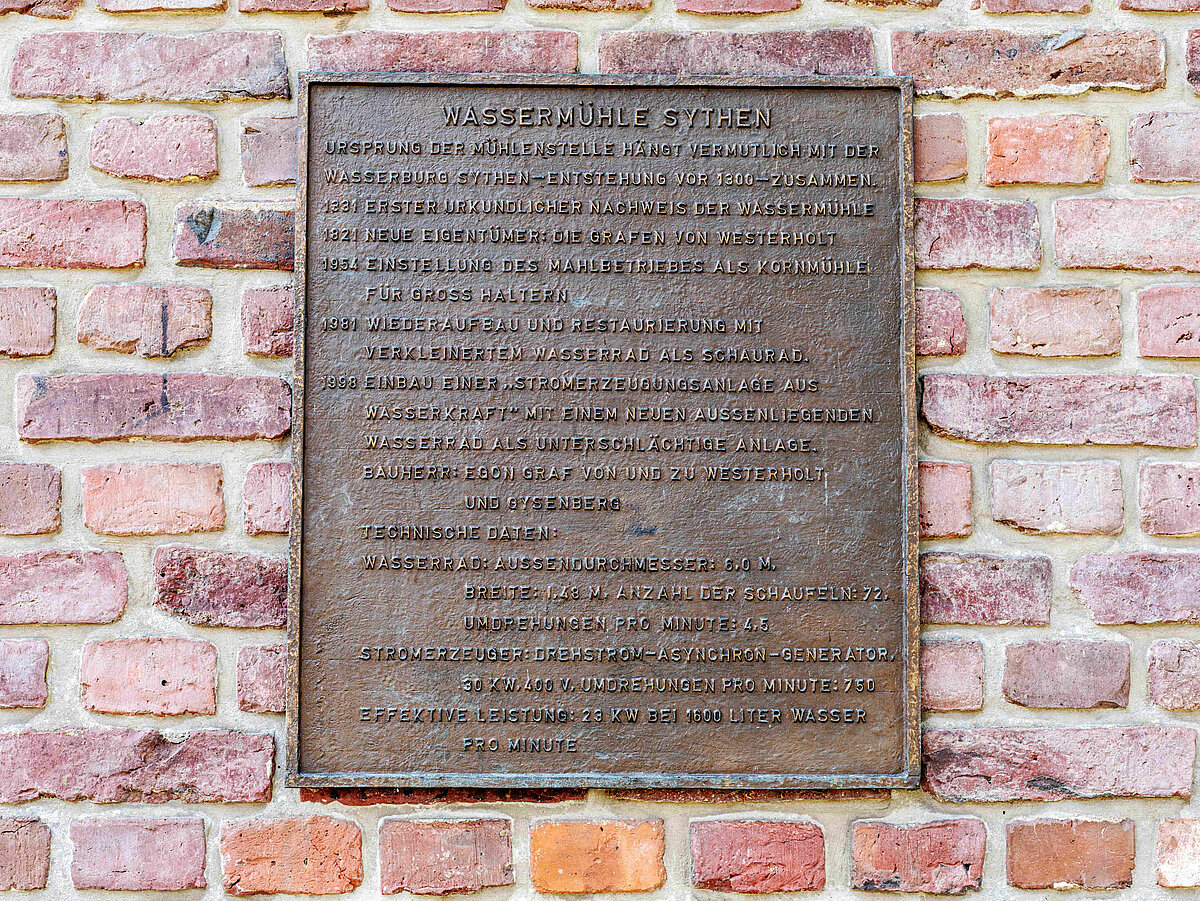 WASSERMÜHLE SYTHEN
URSPRUNG DER MÜHLENSTELLE HÄNGT VERMUTLICH MIT DER
WASSERBURG SYTHEN—ENTSTEHUNG VOR 1300—ZUSAMMEN.
1331 ERSTER URKUNDLICHER NACHWEIS DER WASSERMÜHLE
1821 NEUE EIGENTÜMER: DIE GRAFEN VON WESTERHOLT
1954 EINSTELLUNG DES MAHLBETRIEBES ALS KORNMÜHLE
FÜR GROSS HALTERN
1981 WIEDERAUFBAU UND RESTAURIERUNG MIT
VERKLEINERTEM WASSERRAD ALS SCHAURAD.
1998 EINBAU EINER „STROMERZEUGUNGSANLAGE AUS
WASSERKRAFT" MIT EINEM NEUEN AUSSENLIEGENDEN
WASSERRAD ALS UNTERSCHLÄCHTIGE ANLAGE.
BAUHERR: EGON GRAF VON UND ZU WESTERHOLT
UND GYSENBERG
TECHNISCHE DATEN:
WASSERRAD: AUSSENDURCHMESSER: 6.0 M.
BREITE: 1.48 M. ANZAHL DER SCHAUFELN: 72.
UMDREHUNGEN PRO MINUTE: 4.5
STROMERZEUGER: DREHSTROM-ASYNCHRON-GENERATOR.
30 KW. 400 V. UMDREHUNGEN PRO MINUTE: 750
EFFEKTIVE LEISTUNG: 23 KW BEI 1600 LITER WASSER
PRO MINUTE